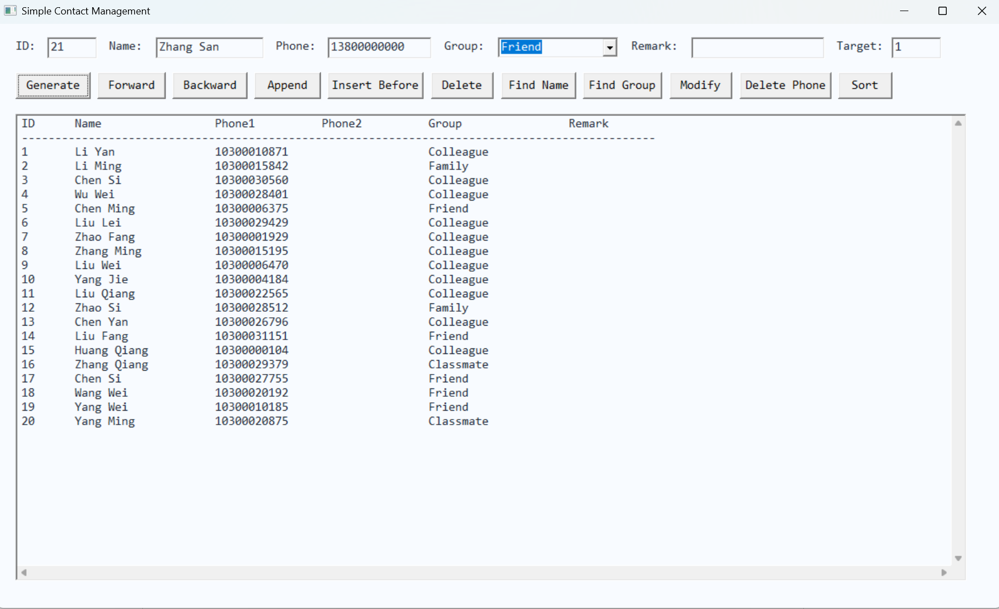 Simple Contact Management
ID: 21 Name: Zhang San Phone: 13800000000 Group: Friend Remark: Target: 1
Generate Forward Backward Append Insert Before Delete Find Name Find Group Modify Delete Phone Sort
ID Name Phone1 Phone2 Group Remark
-----------------------------------------------------------------------------------------------
1 Li Yan 10300010871 Colleague
2 Li Ming 10300015842 Family
3 Chen Si 10300030560 Colleague
4 Wu Wei 10300028401 Colleague
5 Chen Ming 10300006375 Friend
6 Liu Lei 10300029429 Colleague
7 Zhao Fang 10300001929 Colleague
8 Zhang Ming 10300015195 Colleague
9 Liu Wei 10300006470 Colleague
10 Yang Jie 10300004184 Colleague
11 Liu Qiang 10300022565 Colleague
12 Zhao Si 10300028512 Family
13 Chen Yan 10300026796 Colleague
14 Liu Fang 10300031151 Friend
15 Huang Qiang 10300000104 Colleague
16 Zhang Qiang 10300029379 Classmate
17 Chen Si 10300027755 Friend
18 Wang Wei 10300020192 Friend
19 Yang Wei 10300010185 Friend
20 Yang Ming 10300020875 Classmate